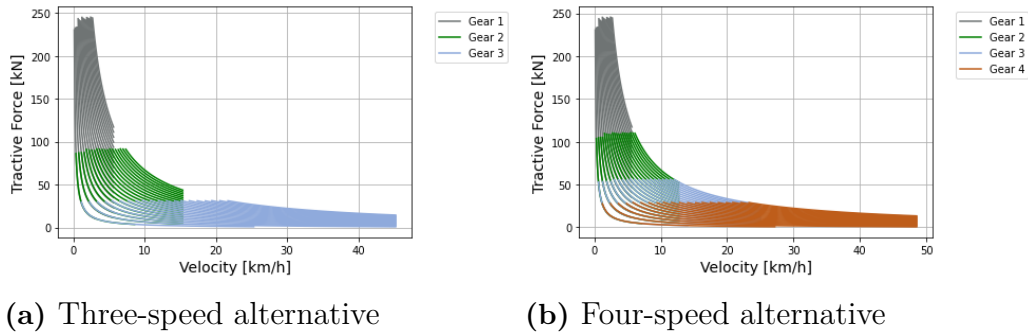 250
200
150
100
50
0
Tractive Force [kN]
0
10
20
30
40
Velocity [km/h]
Gear 1
Gear 2
Gear 3
(a) Three-speed alternative
250
200
150
100
50
0
Tractive Force [kN]
0
10
20
30
40
50
Velocity [km/h]
Gear 1
Gear 2
Gear 3
Gear 4
(b) Four-speed alternative